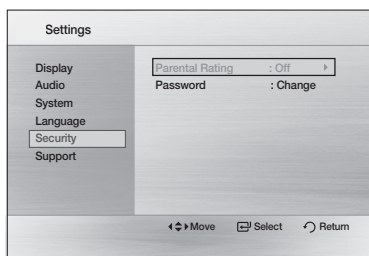 Settings
Display
Audio
System
Language
Security
Support
Parental Rating : Off
Password : Change
Move Select Return